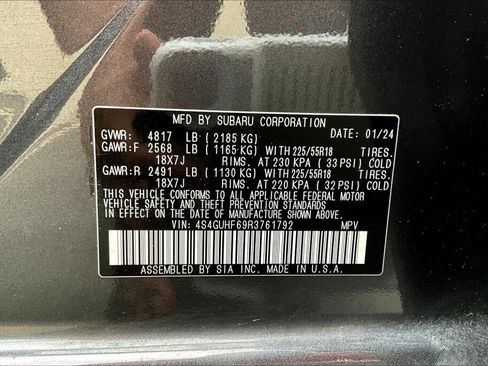 MFD BY SUBARU CORPORATION
GVWR: 4817 LB (2185 KG) DATE: 01/24
GAWR:F 2568 LB (1165 KG) WITH 225/55R18 TIRES.
18X7J RIMS. AT 230 KPA (33 PSI) COLD
GAWR:R 2491 LB (1130 KG) WITH 225/55R18 TIRES.
18X7J RIMS. AT 220 KPA (32 PSI) COLD
THIS VEHICLE CONFORMS TO ALL APPLICABLE FEDERAL MOTOR
VEHICLE SAFETY, BUMPER, AND THEFT PREVENTION
STANDARDS IN EFFECT ON THE DATE OF MANUFACTURE SHOWN ABOVE.
VIN: 4S4GUHF69R3761792 MPV
ASSEMBLED BY SIA INC. MADE IN U.S.A.